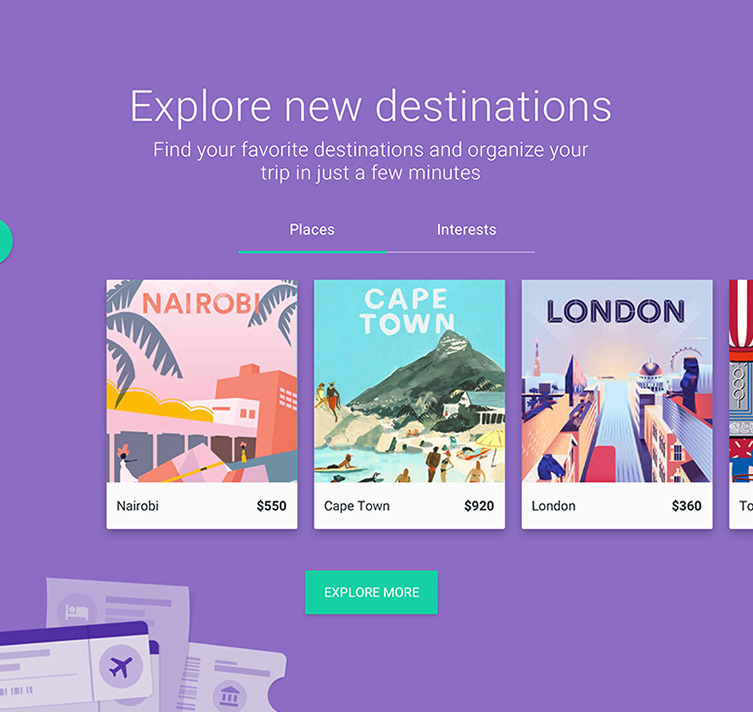 Explore new destinations
Find your favorite destinations and organize your
trip in just a few minutes
Places
Interests
NAIROBI
CAPE
TOWN
LONDON
Nairobi
$550
Cape Town
$920
London
$360
To
EXPLORE MORE